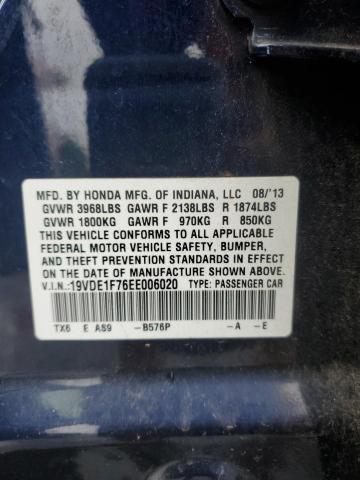 MFD. BY HONDA MFG. OF INDIANA, LLC 08/'13
GVWR 3968LBS GAWR F 2138LBS R 1874LBS
GVWR 1800KG GAWR F 970KG R 850KG
THIS VEHICLE CONFORMS TO ALL APPLICABLE
FEDERAL MOTOR VEHICLE SAFETY, BUMPER,
AND THEFT PREVENTION STANDARDS IN EFFECT
ON THE DATE OF MANUFACTURE SHOWN ABOVE.
V.I.N.:19VDE1F76EE006020 TYPE: PASSENGER CAR
TX6 E AS9 -B576P -A -E